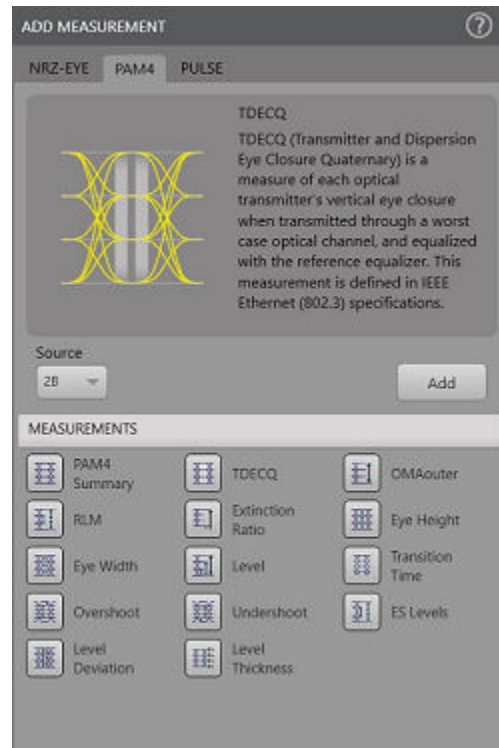 ADD MEASUREMENT
?
NRZ-EYE PAM4 PULSE
TDECQ
TDECQ (Transmitter and Dispersion
Eye Closure Quaternary) is a
measure of each optical
transmitter's vertical eye closure
when transmitted through a worst
case optical channel, and equalized
with the reference equalizer. This
measurement is defined in IEEE
Ethernet (802.3) specifications.
Source
2B
Add
MEASUREMENTS
PAM4
Summary
TDECQ
OMAouter
RLM
Extinction
Ratio
Eye Height
Eye Width
Level
Transition
Time
Overshoot
Undershoot
ES Levels
Level
Deviation
Level
Thickness